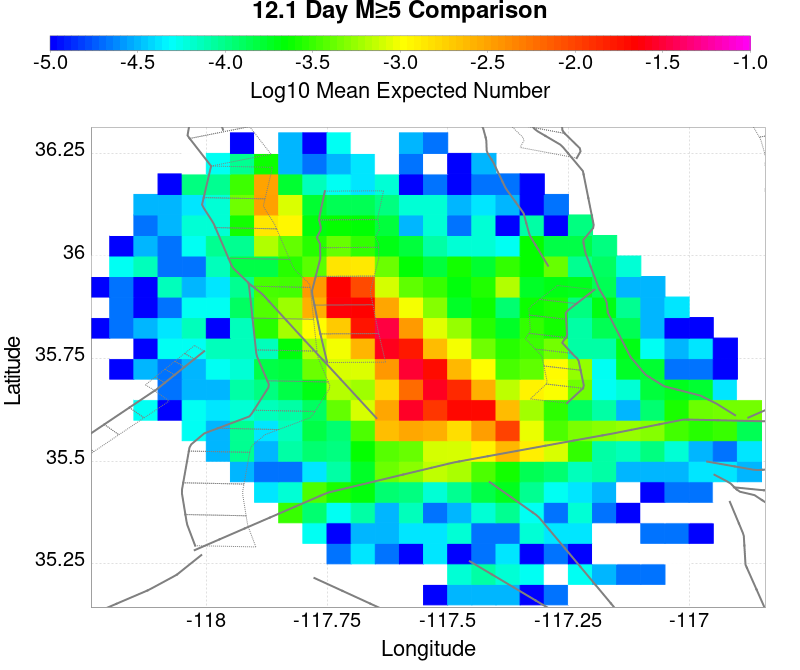 12.1 Day M≥5 Comparison
-5.0 -4.5 -4.0 -3.5 -3.0 -2.5 -2.0 -1.5 -1.0
Log10 Mean Expected Number
36.25
36
35.75
35.5
35.25
Latitude
-118 -117.75 -117.5 -117.25 -117
Longitude